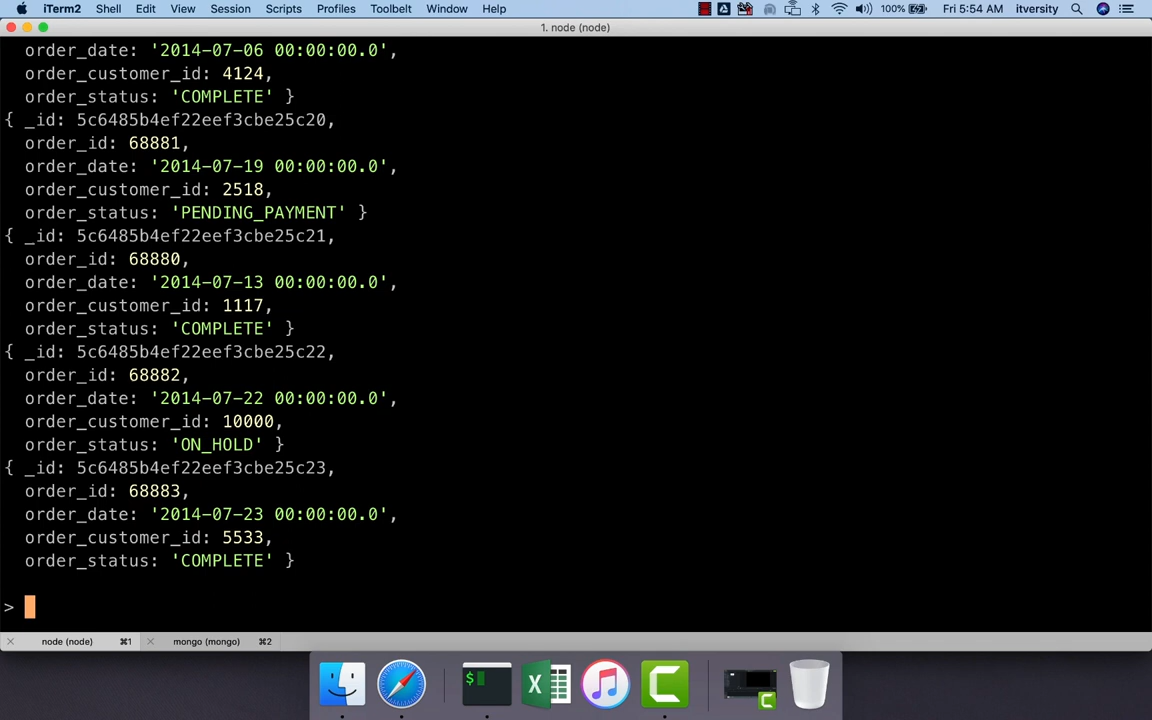 iTerm2 Shell Edit View Session Scripts Profiles Toolbelt Window Help 100% Fri 5:54 AM itversity
1. node (node)
order_date: '2014-07-06 00:00:00.0',
order_customer_id: 4124,
order_status: 'COMPLETE' }
{ _id: 5c6485b4ef22eef3cbe25c20,
order_id: 68881,
order_date: '2014-07-19 00:00:00.0',
order_customer_id: 2518,
order_status: 'PENDING_PAYMENT' }
{ _id: 5c6485b4ef22eef3cbe25c21,
order_id: 68880,
order_date: '2014-07-13 00:00:00.0',
order_customer_id: 1117,
order_status: 'COMPLETE' }
{ _id: 5c6485b4ef22eef3cbe25c22,
order_id: 68882,
order_date: '2014-07-22 00:00:00.0',
order_customer_id: 10000,
order_status: 'ON_HOLD' }
{ _id: 5c6485b4ef22eef3cbe25c23,
order_id: 68883,
order_date: '2014-07-23 00:00:00.0',
order_customer_id: 5533,
order_status: 'COMPLETE' }
>
node (node) ⌘1 mongo (mongo) ⌘2